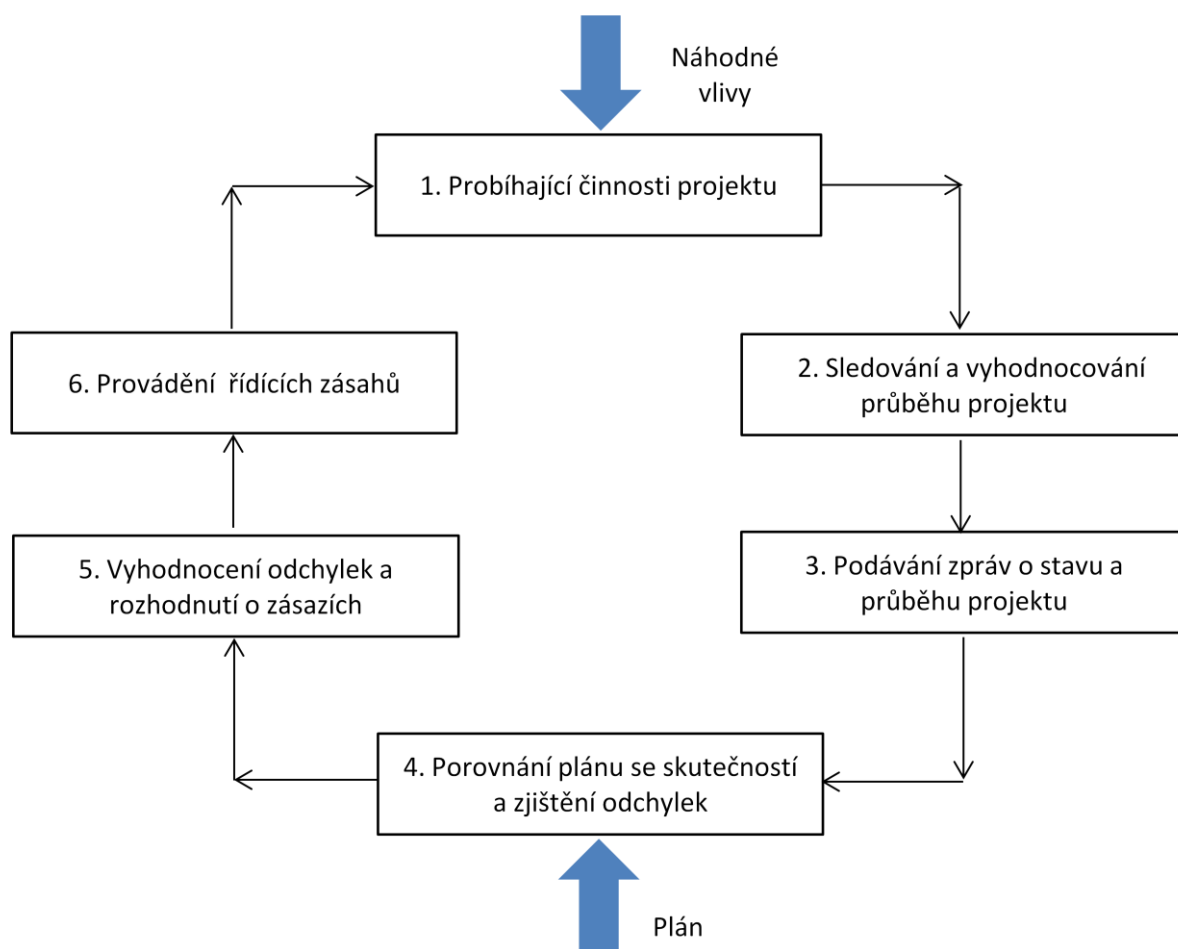 Náhodné
vlivy
1. Probíhající činnosti projektu
2. Sledování a vyhodnocování
průběhu projektu
3. Podávání zpráv o stavu a
průběhu projektu
4. Porovnání plánu se skutečností
a zjištění odchylek
5. Vyhodnocení odchylek a
rozhodnutí o zásazích
6. Provádění  řídících zásahů
Plán